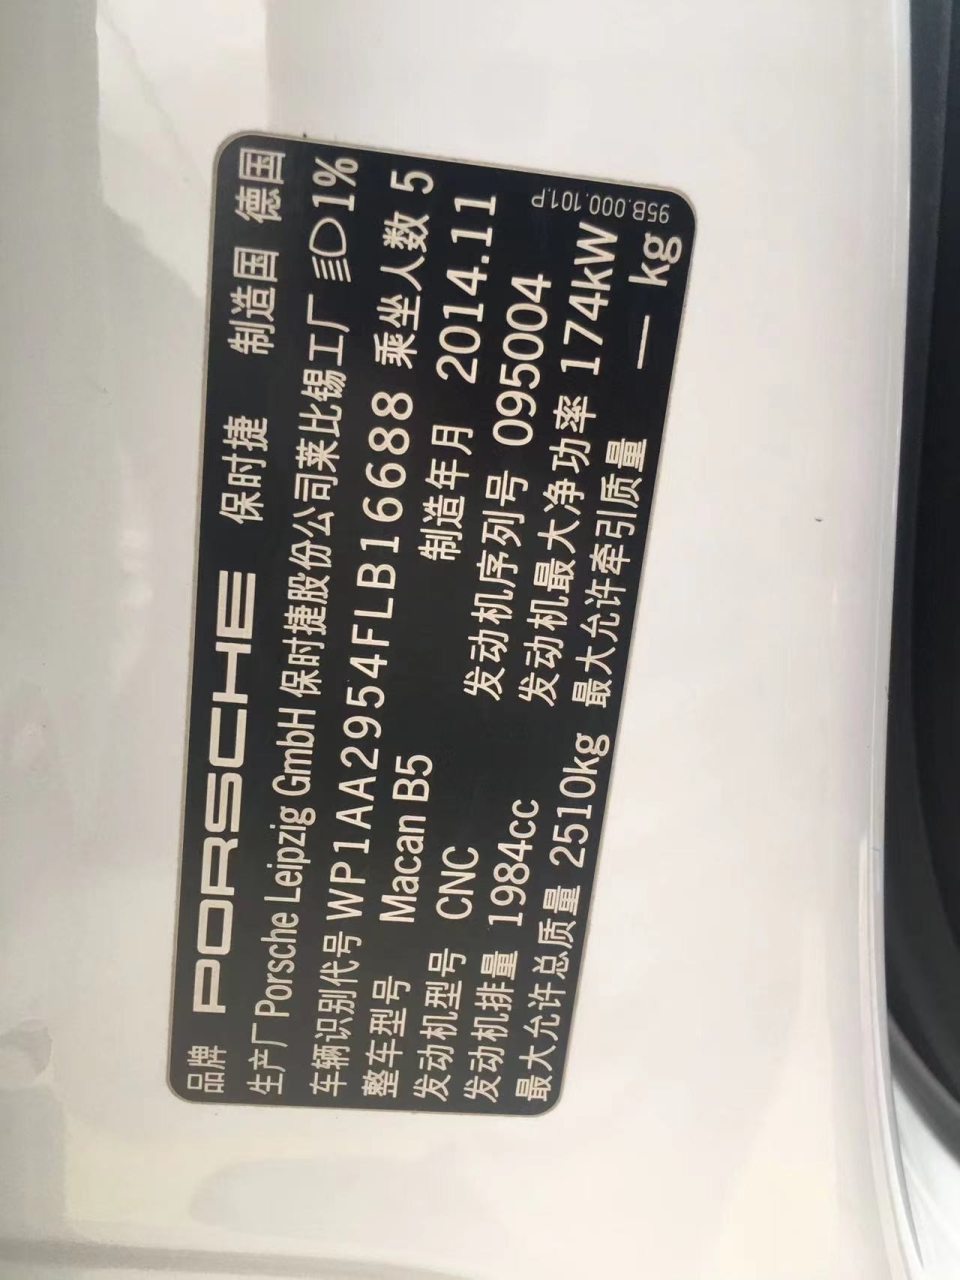 品牌 PORSCHE 保时捷 制造国 德国
生产厂 Porsche Leipzig GmbH 保时捷股份公司莱比锡工厂 1%
车辆识别代号 WP1AA2954FLB16688 乘坐人数 5
整车型号 Macan B5 制造年月 2014.11
发动机型号 CNC 发动机序列号 095004
发动机排量 1984cc 发动机最大净功率 174kW
最大允许总质量 2510kg 最大允许牵引质量 — kg
95B.000.101.P